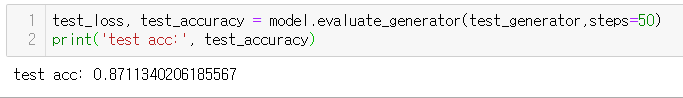 1 test_loss, test_accuracy = model.evaluate_generator(test_generator,steps=50)
2 print('test acc:', test_accuracy)
test acc: 0.8711340206185567